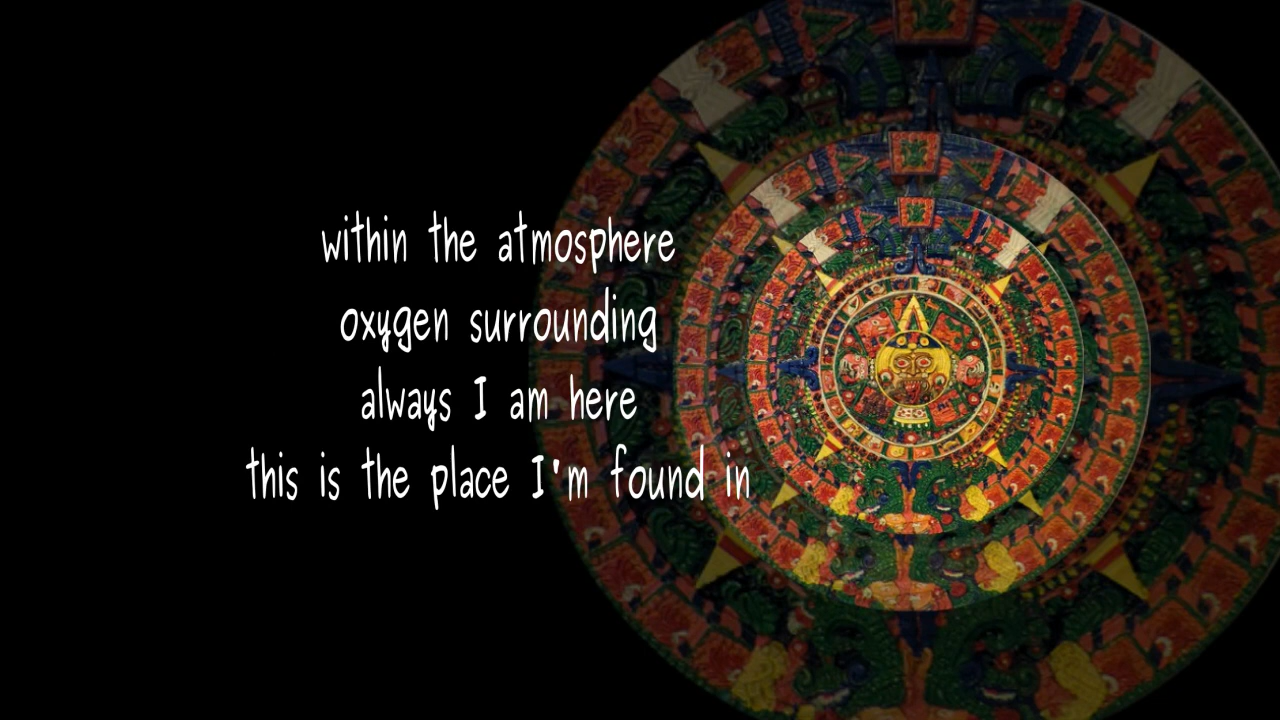 within the atmosphere
oxygen surrounding
always I am here
this is the place I'm found in